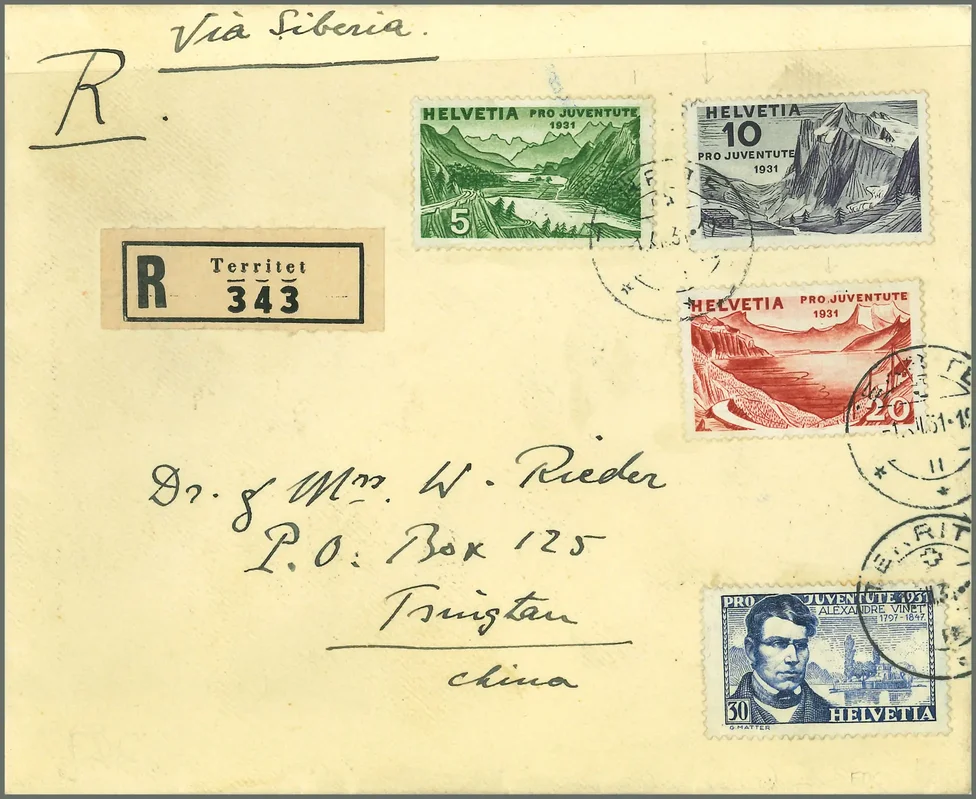 Via Siberia.
R.
HELVETIA PRO JUVENTUTE
1931
5
HELVETIA
10
PRO JUVENTUTE
1931
R Territet
343
HELVETIA PRO JUVENTUTE
1931
20
Dr. & Mrs. W. Rieder
P.O. Box 125
Tsingtau
China
PRO JUVENTUTE 1931
ALEXANDRE VINET
1797-1847
30 HELVETIA
G.MATTER